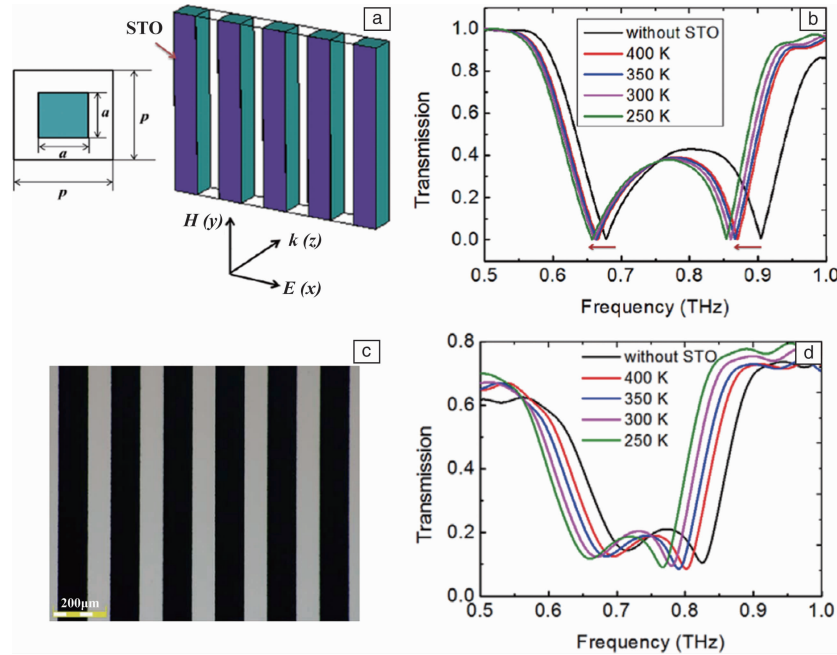 a
STO
a
p
a
p
H (y)
k (z)
E (x)
b
without STO
400 K
350 K
300 K
250 K
1.0
0.8
0.6
0.4
0.2
0.0
Transmission
0.5 0.6 0.7 0.8 0.9 1.0
Frequency (THz)
c
200μm
d
without STO
400 K
350 K
300 K
250 K
0.8
0.6
0.4
0.2
0.0
Transmission
0.5 0.6 0.7 0.8 0.9 1.0
Frequency (THz)